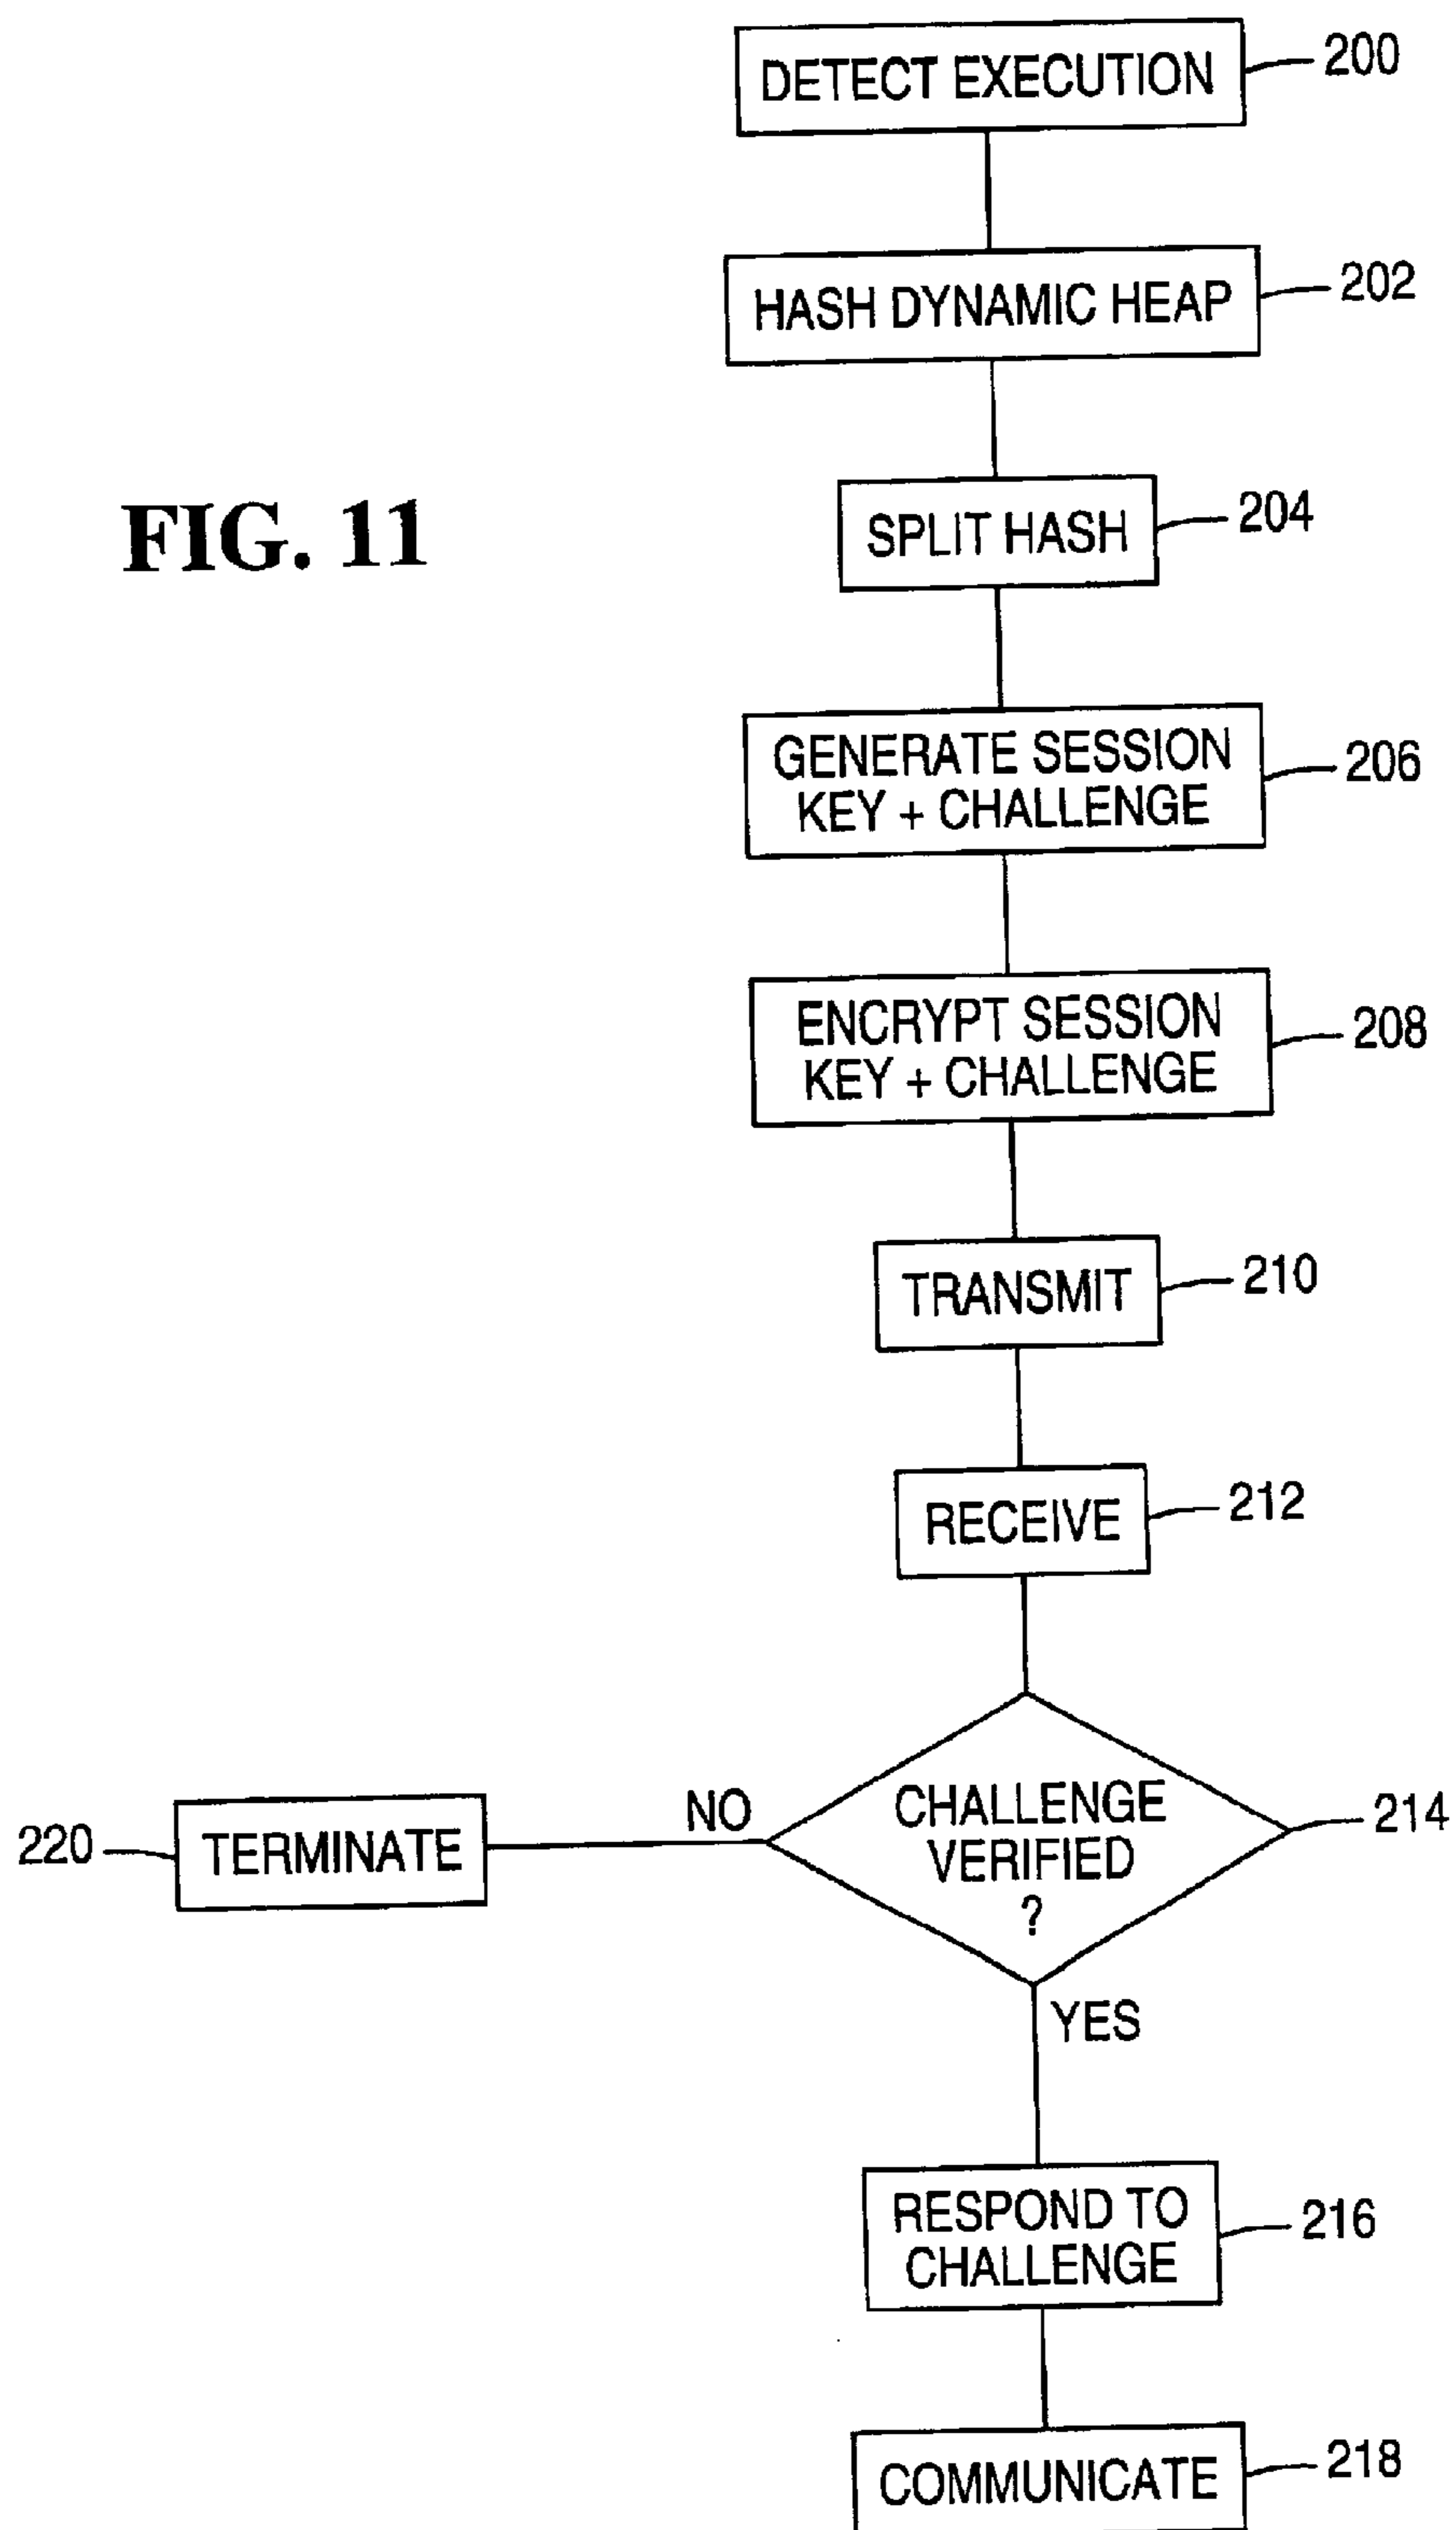 DETECT EXECUTION
200
HASH DYNAMIC HEAP
202
FIG. 11
SPLIT HASH
204
GENERATE SESSION
KEY + CHALLENGE
206
ENCRYPT SESSION
KEY + CHALLENGE
208
TRANSMIT
210
RECEIVE
212
CHALLENGE
VERIFIED
?
214
NO
TERMINATE
220
YES
RESPOND TO
CHALLENGE
216
COMMUNICATE
218